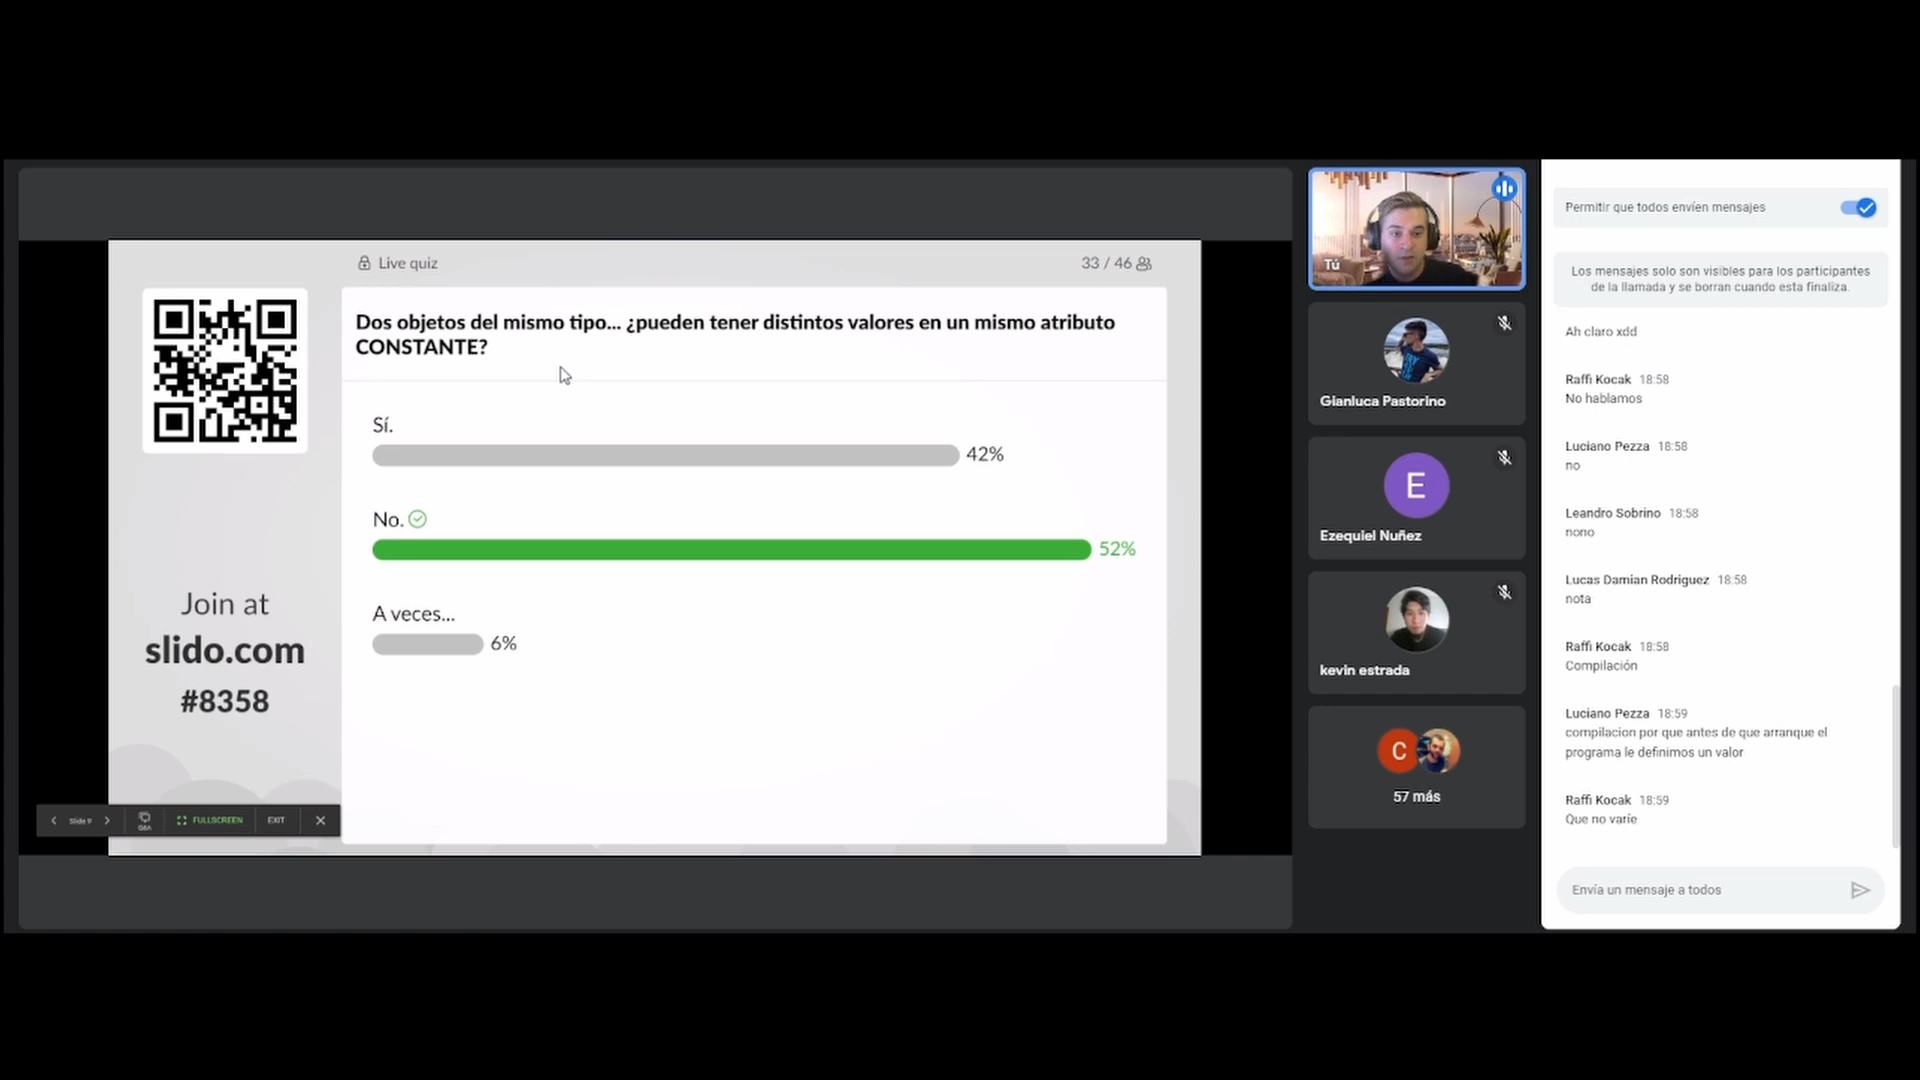 Live quiz
33 / 46
Dos objetos del mismo tipo... ¿pueden tener distintos valores en un mismo atributo
CONSTANTE?
Sí.
42%
No.
52%
A veces...
6%
Join at
slido.com
#8358
Slide 9
Q&A
FULLSCREEN
EXIT
Tú
Gianluca Pastorino
E
Ezequiel Nuñez
kevin estrada
C
57 más
Permitir que todos envíen mensajes
Los mensajes solo son visibles para los participantes
de la llamada y se borran cuando esta finaliza.
Ah claro xdd
Raffi Kocak 18:58
No hablamos
Luciano Pezza 18:58
no
Leandro Sobrino 18:58
nono
Lucas Damian Rodriguez 18:58
nota
Raffi Kocak 18:58
Compilación
Luciano Pezza 18:59
compilacion por que antes de que arranque el
programa le definimos un valor
Raffi Kocak 18:59
Que no varíe
Envía un mensaje a todos